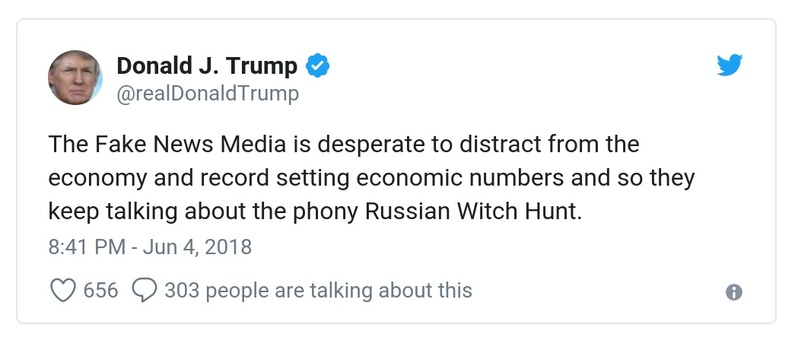 Donald J. Trump
@realDonaldTrump
The Fake News Media is desperate to distract from the
economy and record setting economic numbers and so they
keep talking about the phony Russian Witch Hunt.
8:41 PM - Jun 4, 2018
656 303 people are talking about this